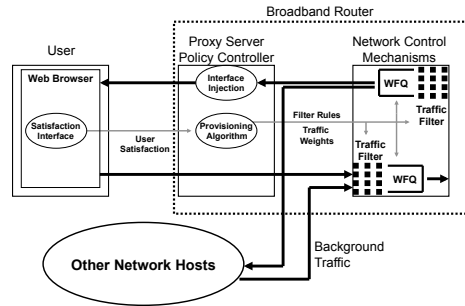 Broadband Router
User
Proxy Server
Policy Controller
Network Control
Mechanisms
Web Browser
Interface
Injection
WFQ
Traffic
Filter
Satisfaction
Interface
User
Satisfaction
Provisioning
Algorithm
Filter Rules
Traffic
Weights
Traffic
Filter
WFQ
Other Network Hosts
Background
Traffic